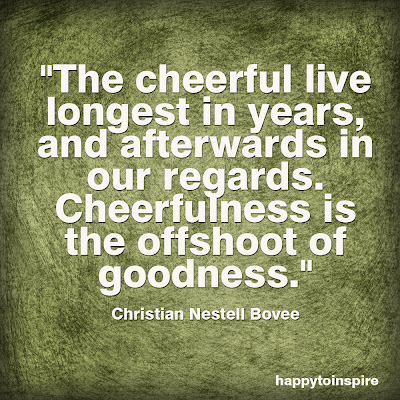 "The cheerful live
longest in years,
and afterwards in
our regards.
Cheerfulness is
the offshoot of
goodness."
Christian Nestell Bovee
happytoinspire